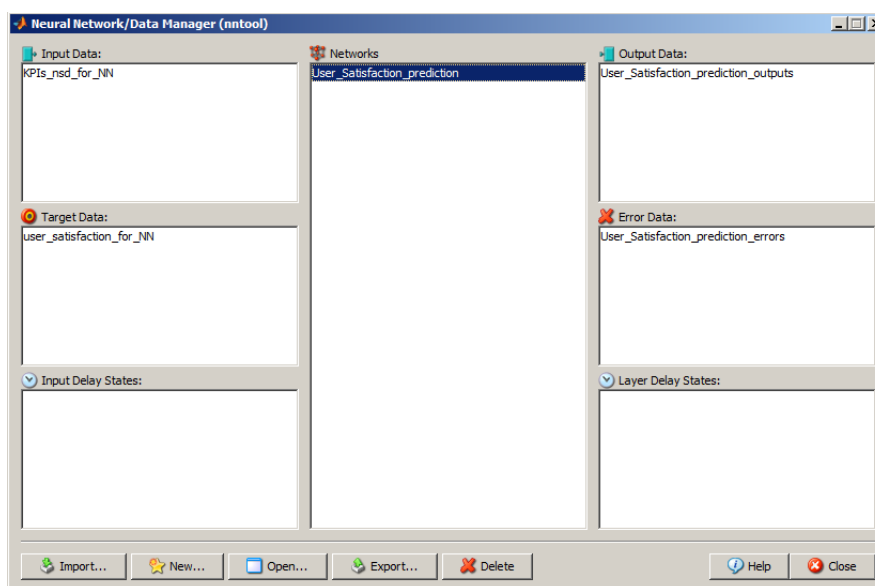 Neural Network/Data Manager (nntool)
Input Data:
KPIs_nsd_for_NN
Networks
User_Satisfaction_prediction
Output Data:
User_Satisfaction_prediction_outputs
Target Data:
user_satisfaction_for_NN
Error Data:
User_Satisfaction_prediction_errors
Input Delay States:
Layer Delay States:
Import... New... Open... Export... Delete Help Close